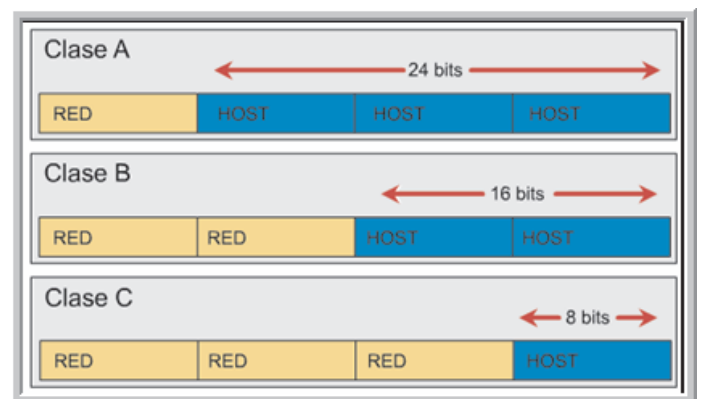 Clase A
24 bits
RED HOST HOST HOST
Clase B
16 bits
RED RED HOST HOST
Clase C
8 bits
RED RED RED HOST